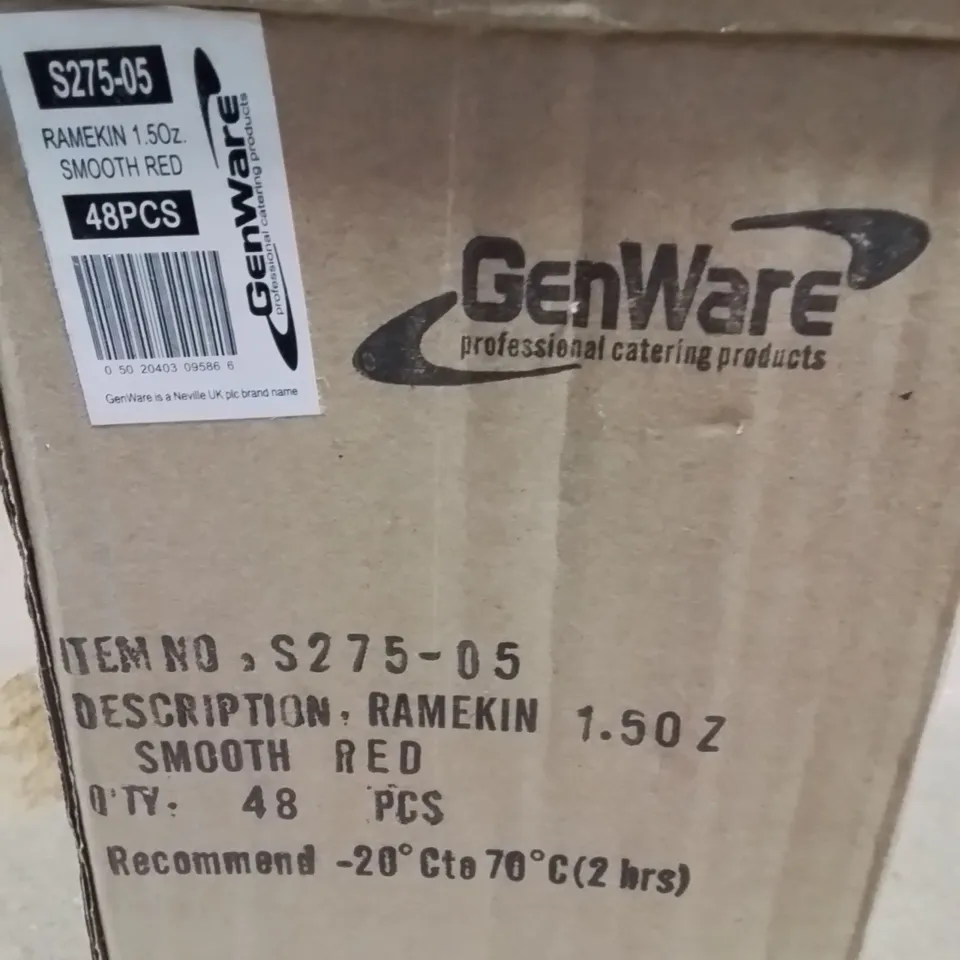 S275-05
RAMEKIN 1.5Oz.
SMOOTH RED
48PCS
0 50 20403 09586 6
GenWare is a Neville UK plc brand name
GenWare
professional catering products
GenWare
professional catering products
ITEM NO : S275-05
DESCRIPTION: RAMEKIN 1.5OZ
SMOOTH RED
Q'TY: 48 PCS
Recommend -20°C to 70°C (2 hrs)